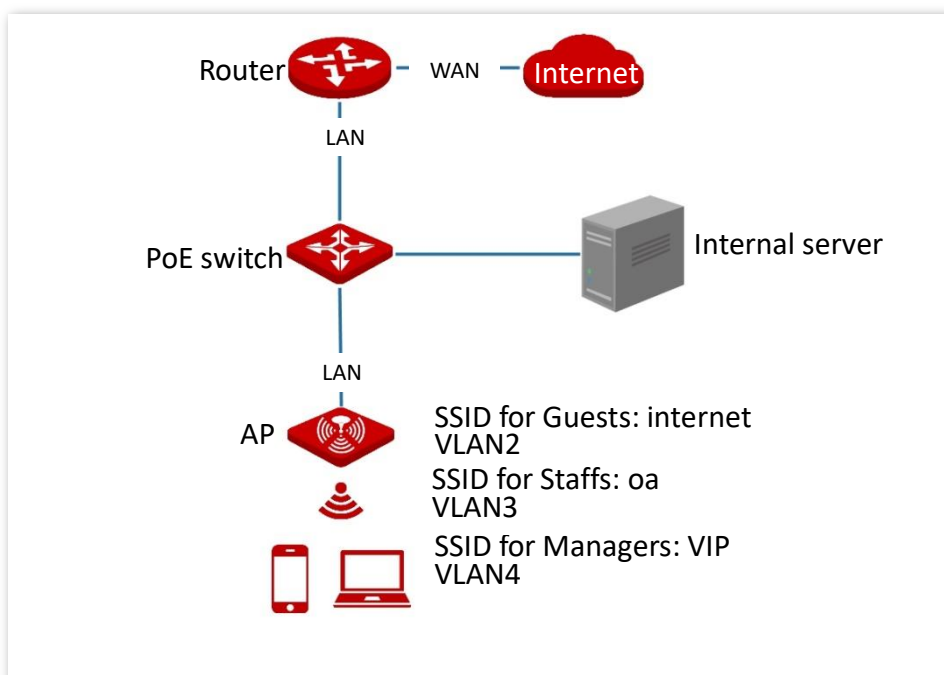 Router
WAN
Internet
LAN
PoE switch
Internal server
LAN
AP
SSID for Guests: internet
VLAN2
SSID for Staffs: oa
VLAN3
SSID for Managers: VIP
VLAN4